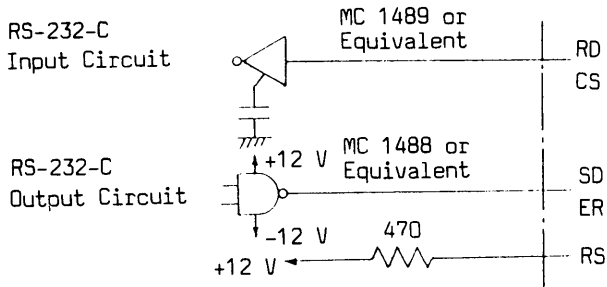 RS-232-C
Input Circuit
MC 1489 or
Equivalent
RD
CS
RS-232-C
Output Circuit
+12 V
MC 1488 or
Equivalent
SD
ER
-12 V
470
+12 V
RS